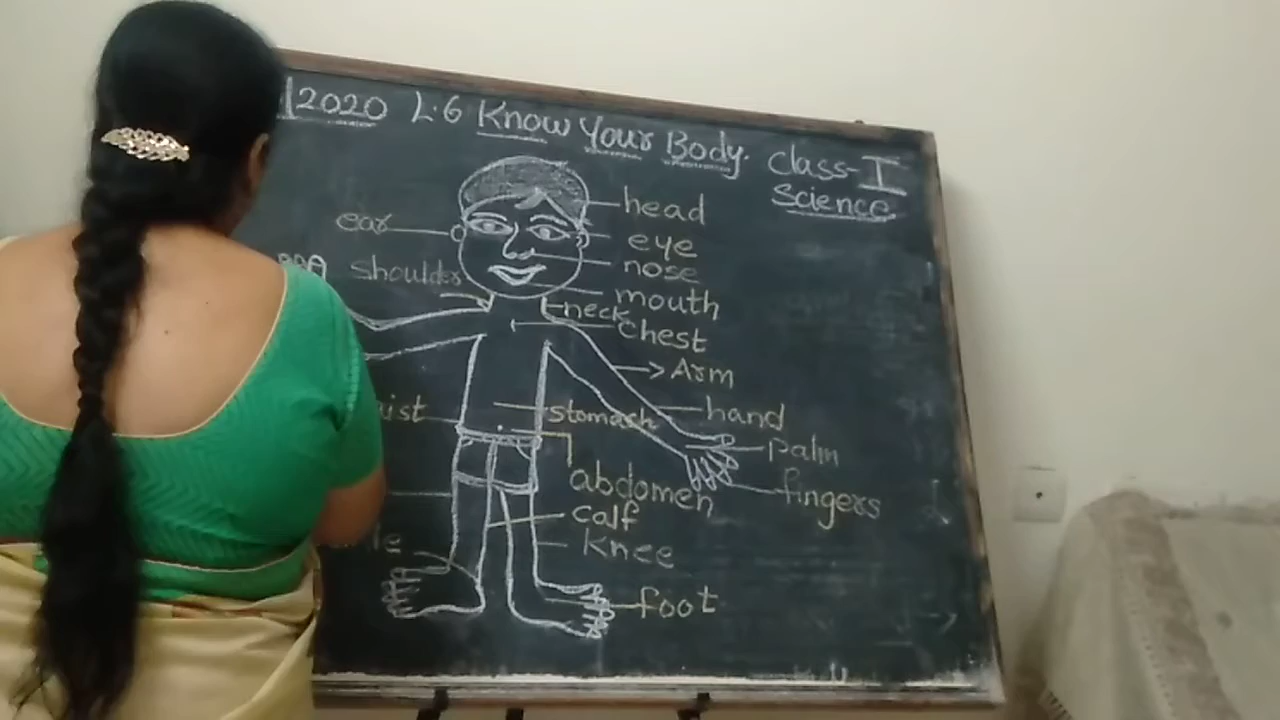 2020 L.6 Know Your Body. Class-I
Science
head
ear
eye
shoulder
nose
mouth
neck
Chest
Arm
hand
stomach
palm
abdomen
fingers
calf
Knee
foot